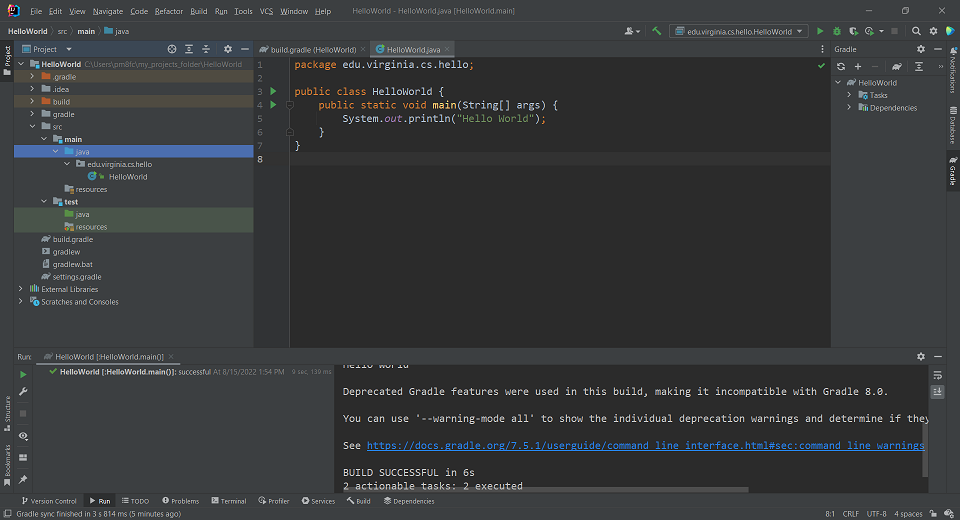 File Edit View Navigate Code Refactor Build Run Tools VCS Window Help HelloWorld - HelloWorld.java [HelloWorld.main]
HelloWorld src main java edu.virginia.cs.hello.HelloWorld
Project
Project
build.gradle (HelloWorld)
HelloWorld.java
Gradle
HelloWorld C:\Users\pm8fc\my_projects_folder\HelloWorld
.gradle
.idea
build
gradle
src
main
java
edu.virginia.cs.hello
HelloWorld
resources
test
java
resources
build.gradle
gradlew
gradlew.bat
settings.gradle
External Libraries
Scratches and Consoles
1 package edu.virginia.cs.hello;
2
3 public class HelloWorld {
4 public static void main(String[] args) {
5 System.out.println("Hello World");
6 }
7 }
8
HelloWorld
Tasks
Dependencies
Notifications
Database
Gradle
Run: HelloWorld [:HelloWorld.main()]
HelloWorld [:HelloWorld.main()]: successful At 8/15/2022 1:54 PM 9 sec, 139 ms
Hello World
Deprecated Gradle features were used in this build, making it incompatible with Gradle 8.0.
You can use '--warning-mode all' to show the individual deprecation warnings and determine if they
See https://docs.gradle.org/7.5.1/userguide/command_line_interface.html#sec:command_line_warnings
BUILD SUCCESSFUL in 6s
2 actionable tasks: 2 executed
Structure
Bookmarks
Version Control Run TODO Problems Terminal Profiler Services Build Dependencies
Gradle sync finished in 3 s 814 ms (5 minutes ago) 8:1 CRLF UTF-8 4 spaces